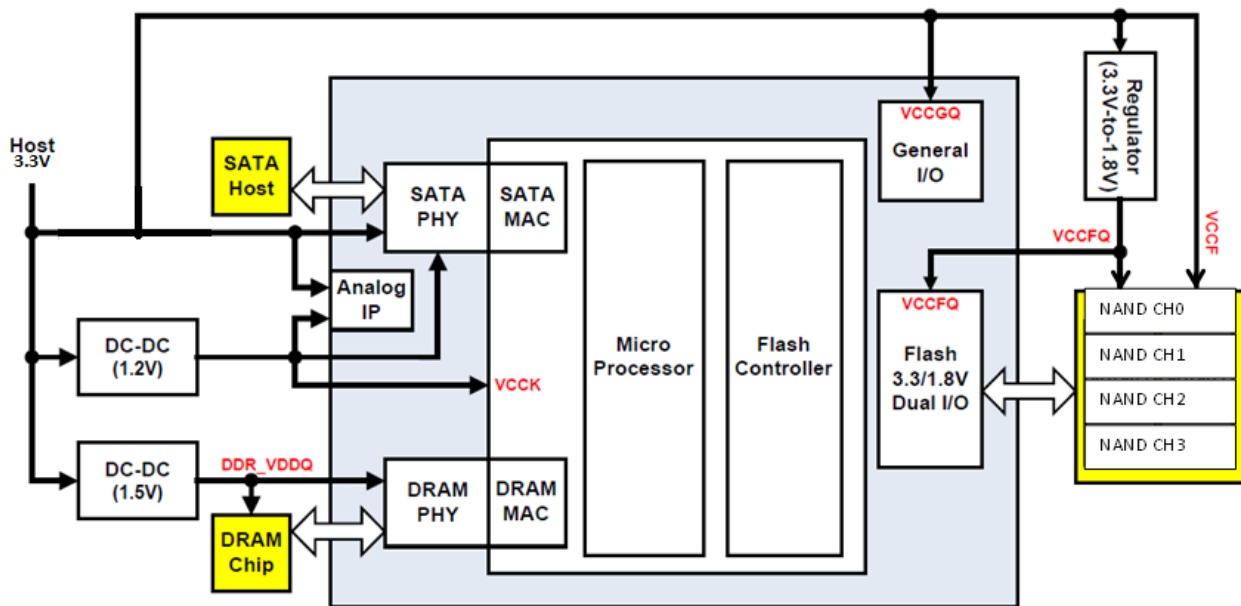 Host
3.3V
SATA
Host
SATA
PHY
SATA
MAC
Analog
IP
DC-DC
(1.2V)
VCCK
DC-DC
(1.5V)
DDR_VDDQ
DRAM
Chip
DRAM
PHY
DRAM
MAC
Micro
Processor
Flash
Controller
VCCGQ
General
I/O
Regulator
(3.3V-to-1.8V)
VCCFQ
VCCF
VCCFQ
Flash
3.3/1.8V
Dual I/O
NAND CH0
NAND CH1
NAND CH2
NAND CH3